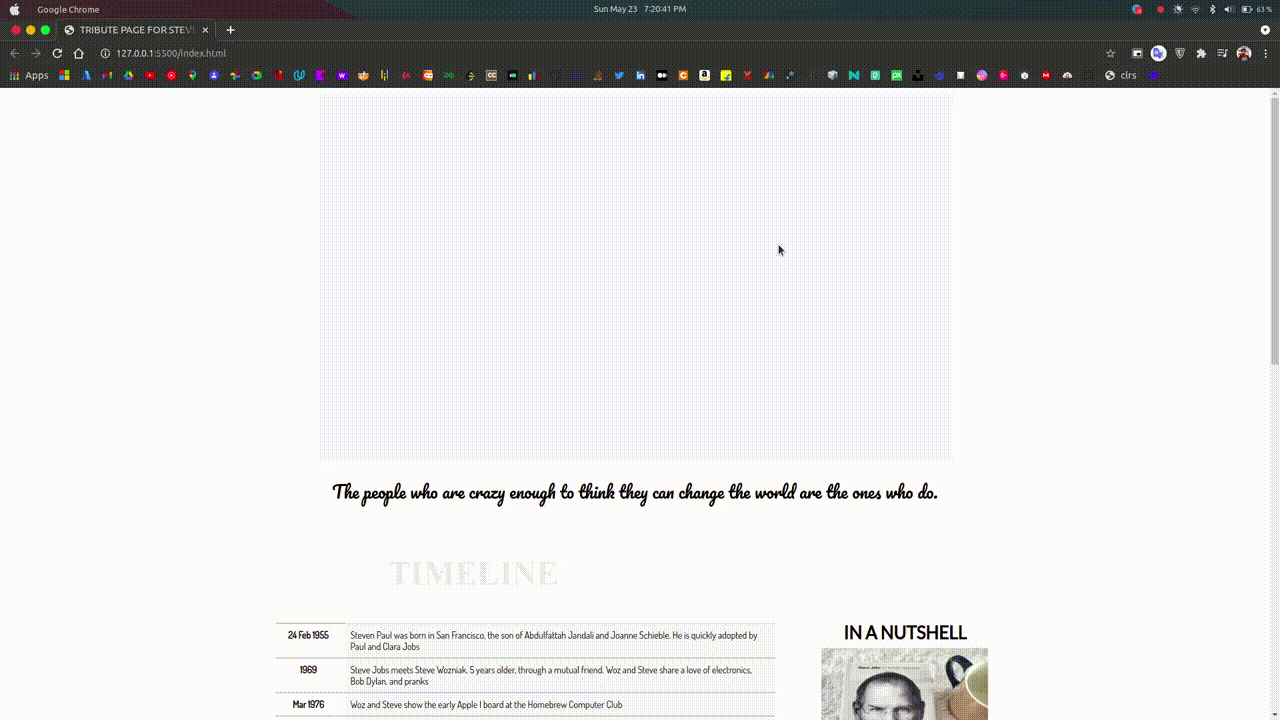 Google Chrome
Sun May 23 7:20:41 PM
63 %
TRIBUTE PAGE FOR STEV
127.0.0.1:5500/index.html
Apps
clrs
The people who are crazy enough to think they can change the world are the ones who do.
TIMELINE
24 Feb 1955
Steven Paul was born in San Francisco, the son of Abdulfattah Jandali and Joanne Schieble. He is quickly adopted by
Paul and Clara Jobs
1969
Steve Jobs meets Steve Wozniak, 5 years older, through a mutual friend. Woz and Steve share a love of electronics,
Bob Dylan, and pranks
Mar 1976
Woz and Steve show the early Apple I board at the Homebrew Computer Club
IN A NUTSHELL